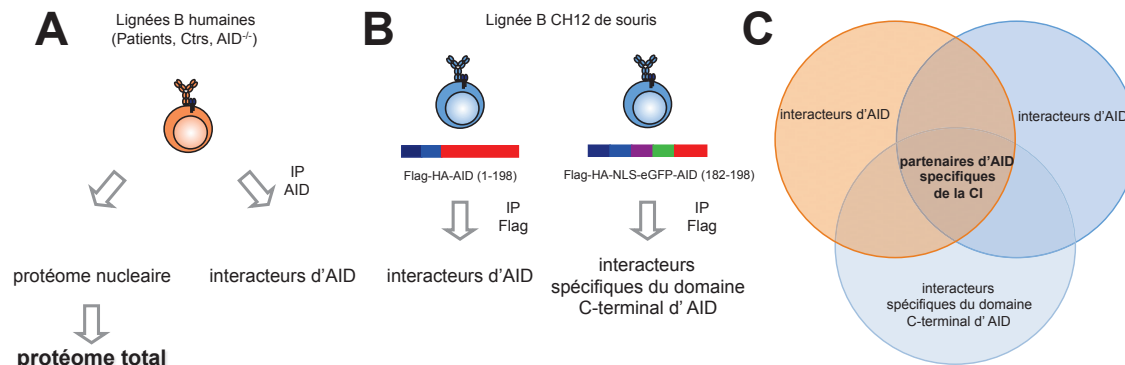 A
Lignées B humaines
(Patients, Ctrs, AID-/-)
IP
AID
protéome nucleaire
interacteurs d'AID
protéome total
B
Lignée B CH12 de souris
Flag-HA-AID (1-198)
Flag-HA-NLS-eGFP-AID (182-198)
IP
Flag
IP
Flag
interacteurs d'AID
interacteurs
spécifiques du domaine
C-terminal d' AID
C
interacteurs d'AID
interacteurs d'AID
partenaires d'AID
specifiques
de la CI
interacteurs
spécifiques du domaine
C-terminal d' AID